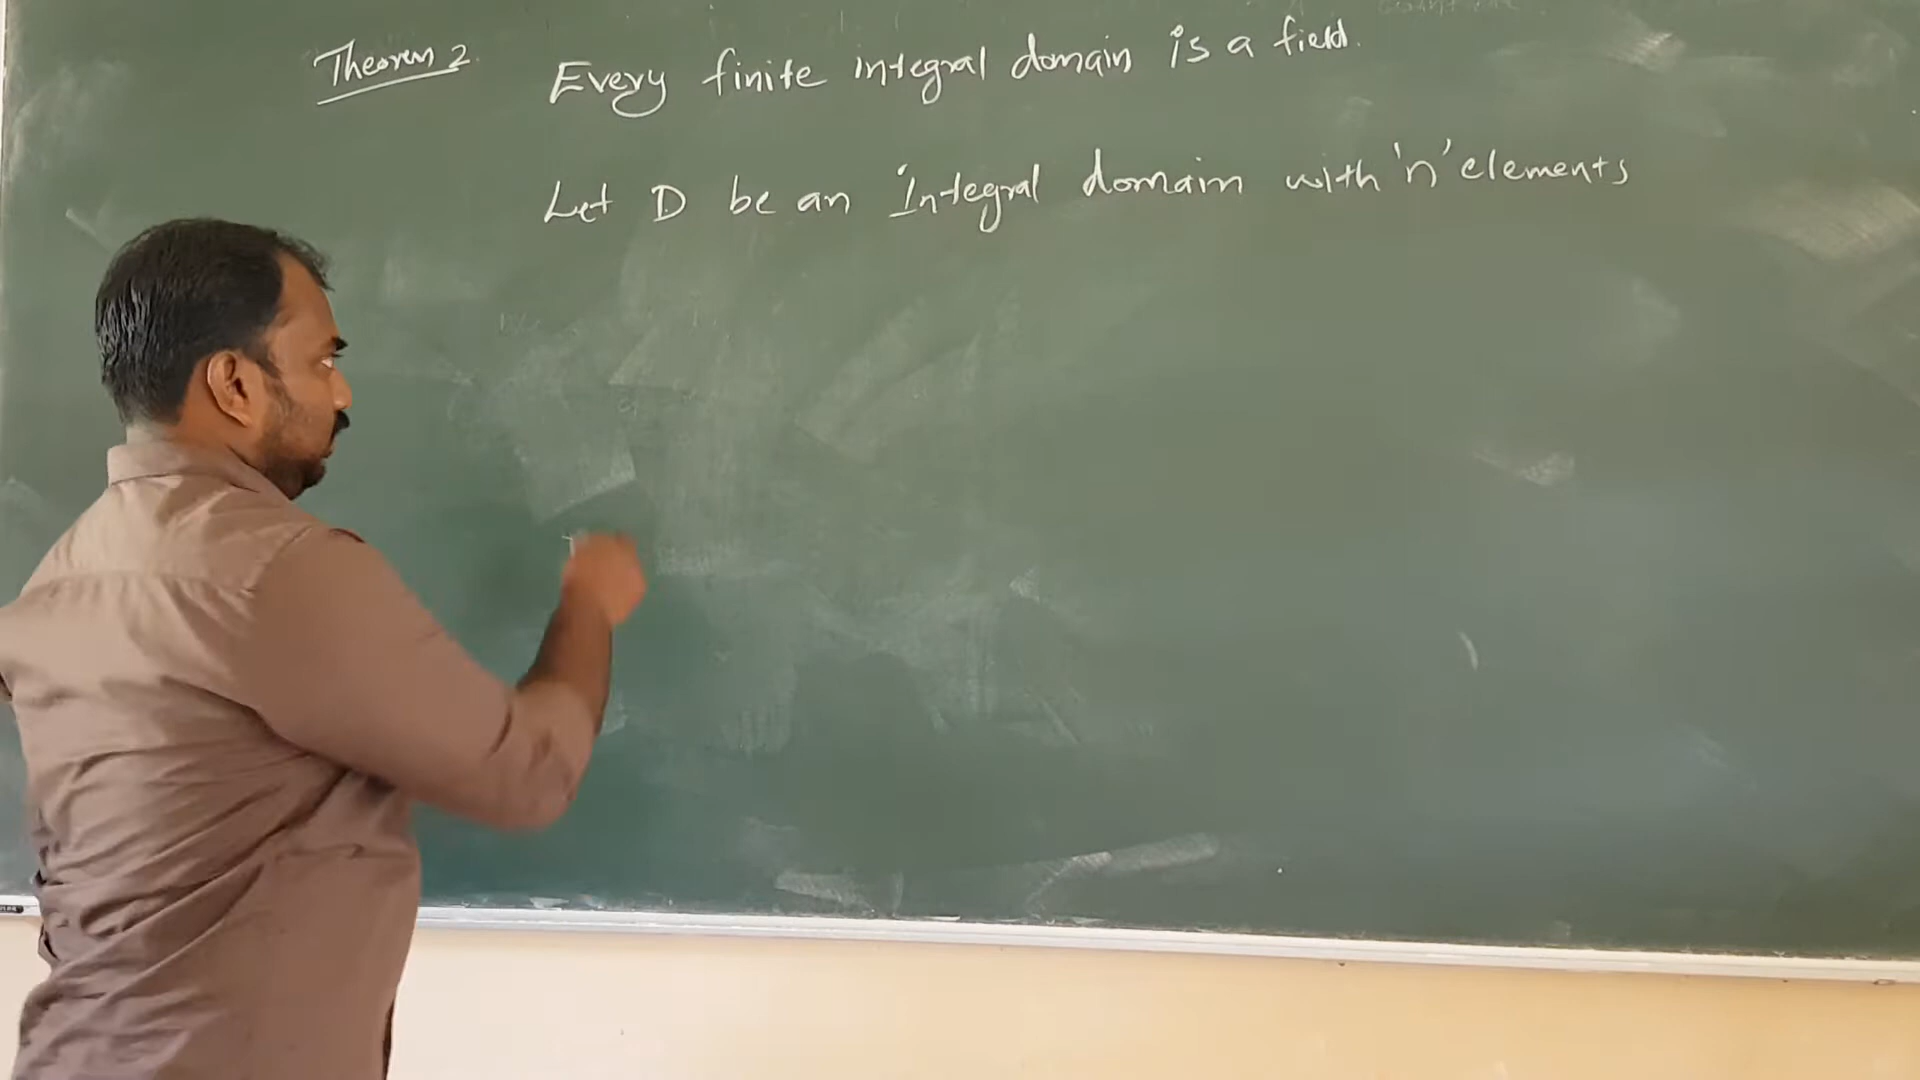 Theorem 2. Every finite integral domain is a field.
Let D be an Integral domain with 'n' elements